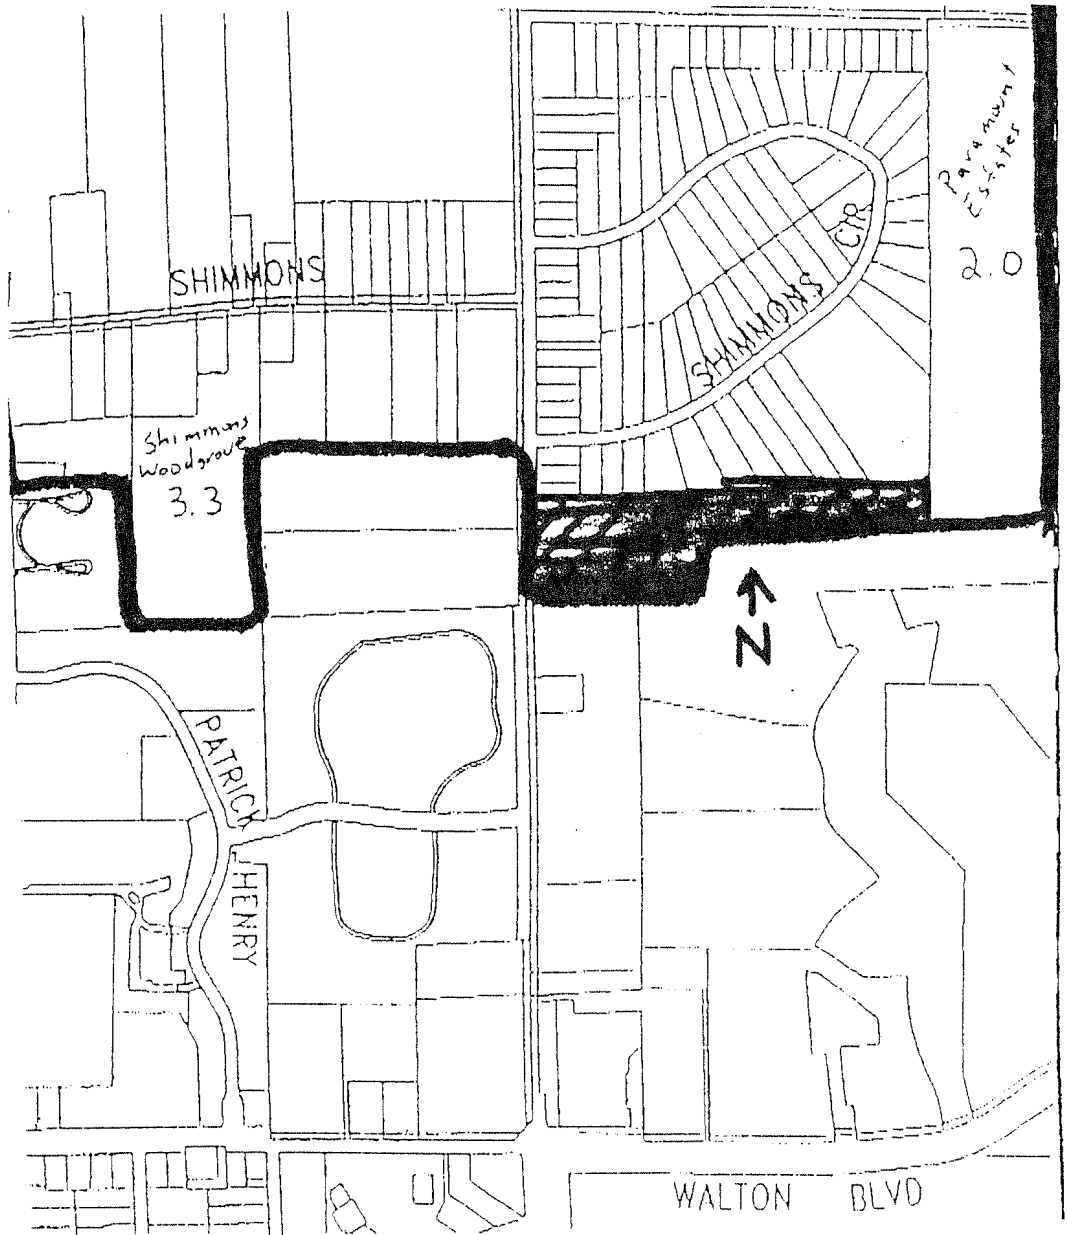 Paramount
Estates
2.0
SHIMMONS
CIR
SHIMMONS
Shimmons
Woodgrove
3.3
N
PATRICK
HENRY
WALTON BLVD